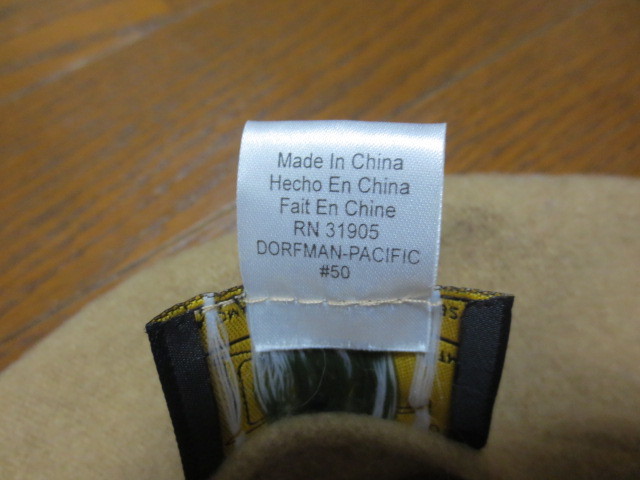 Made In China
Hecho En China
Fait En Chine
RN 31905
DORFMAN-PACIFIC
#50